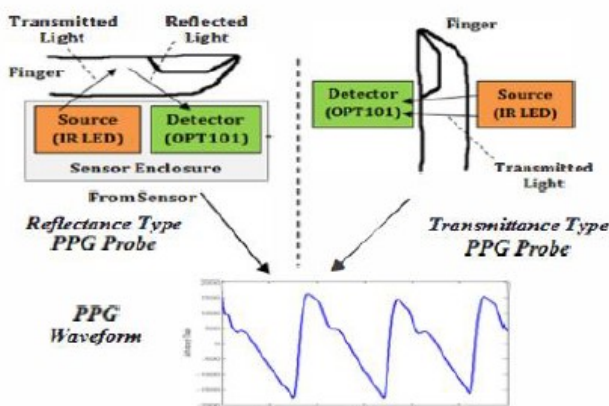 Transmitted
Light
Reflected
Light
Finger
Source
(IR LED)
Detector
(OPT101)
Sensor Enclosure
From Sensor
Reflectance Type
PPG Probe
Finger
Detector
(OPT101)
Source
(IR LED)
Transmitted
Light
Transmittance Type
PPG Probe
PPG
Waveform